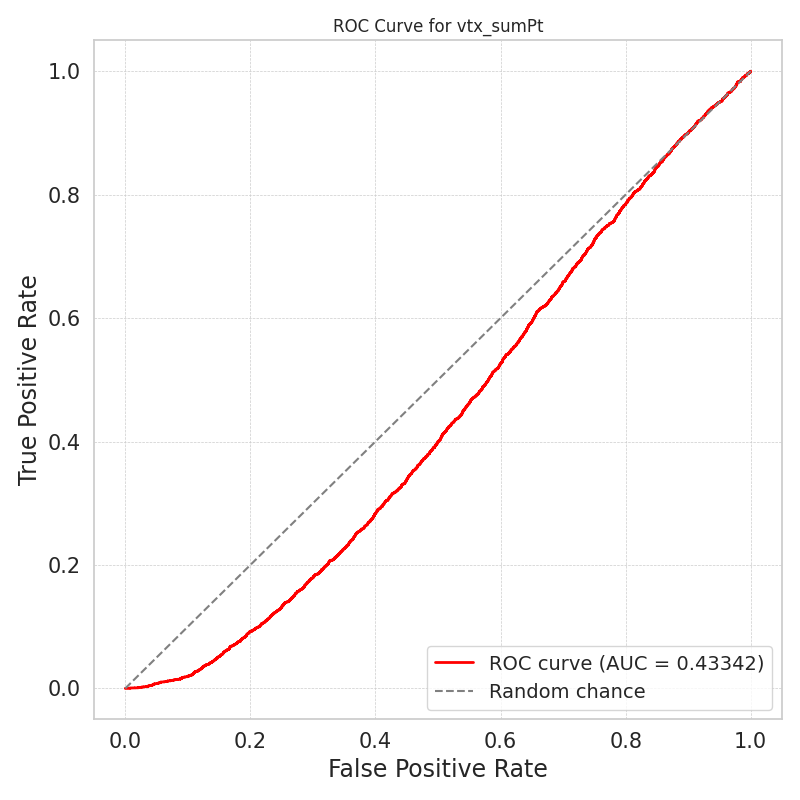 ROC Curve for vtx_sumPt
True Positive Rate
1.0
0.8
0.6
0.4
0.2
0.0
0.0 0.2 0.4 0.6 0.8 1.0
False Positive Rate
ROC curve (AUC = 0.43342)
Random chance